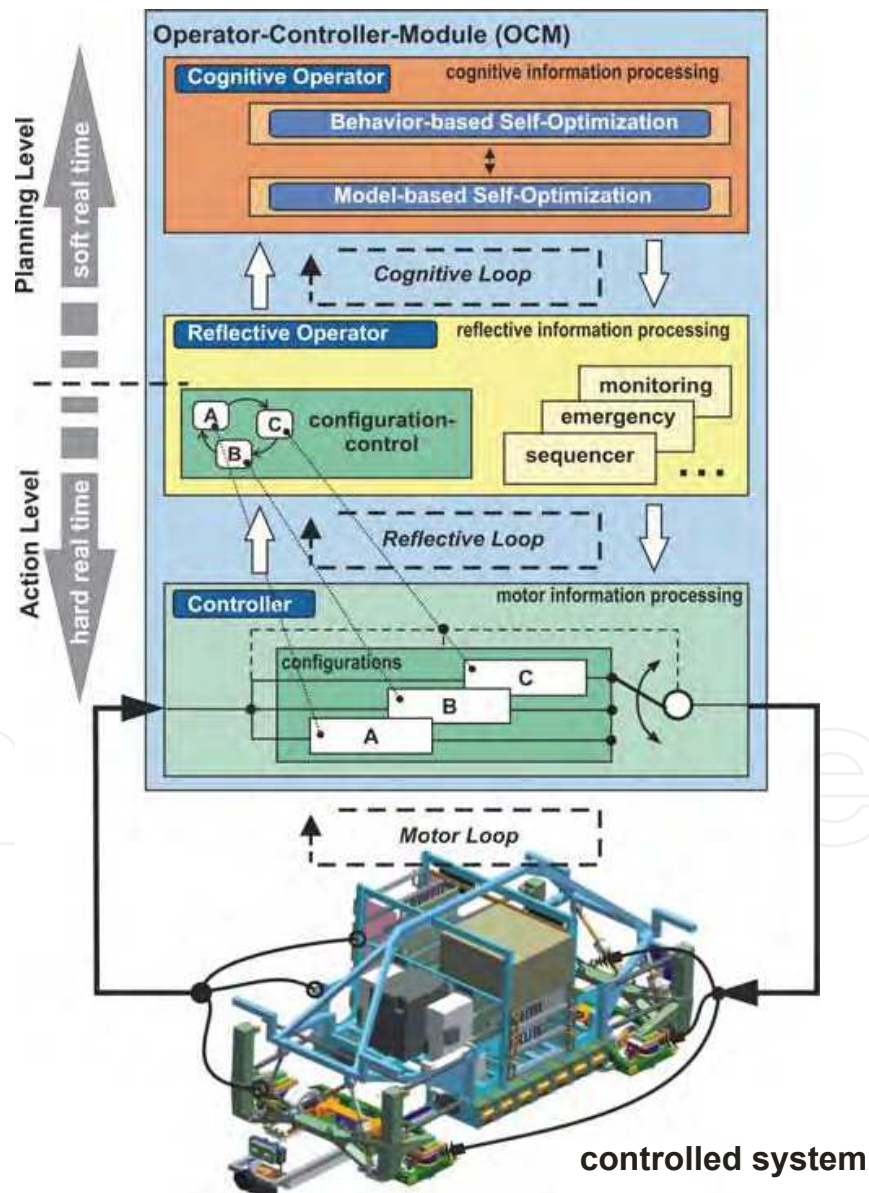 Operator-Controller-Module (OCM)
Cognitive Operator
cognitive information processing
Behavior-based Self-Optimization
Model-based Self-Optimization
Planning Level
soft real time
Cognitive Loop
Reflective Operator
reflective information processing
A
C
B
configuration-
control
monitoring
emergency
sequencer
...
Action Level
hard real time
Reflective Loop
Controller
motor information processing
configurations
C
B
A
Motor Loop
controlled system